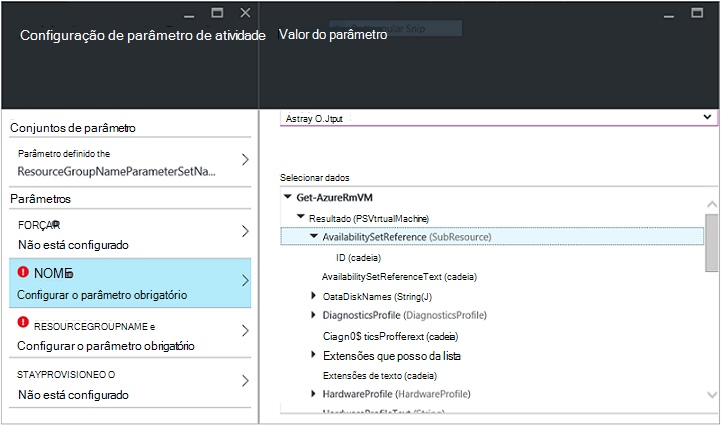 Configuração de parâmetro de atividade
Valor do parâmetro
Conjuntos de parâmetro
Parâmetro definido the
ResourceGroupNameParameterSetNa...
Parâmetros
FORÇAR
Não está configurado
NOME
Configurar o parâmetro obrigatório
RESOURCEGROUPNAME e
Configurar o parâmetro obrigatório
STAYPROVISIONEO O
Não está configurado
Astray O.Jtput
Selecionar dados
Get-AzureRmVM
Resultado (PSVtrtualMachine)
AvailabilitySetReference (SubResource)
ID (cadeia)
AvailabilitySetReferenceText (cadeia)
OataDiskNames (String(J)
DiagnosticsProfile (DiagnosticsProfile)
Ciagn0$ ticsProfferext (cadeia)
Extensões que posso da lista
Extensões de texto (cadeia)
HardwareProfile (HardwareProfile)
HardwareProfileText (String)